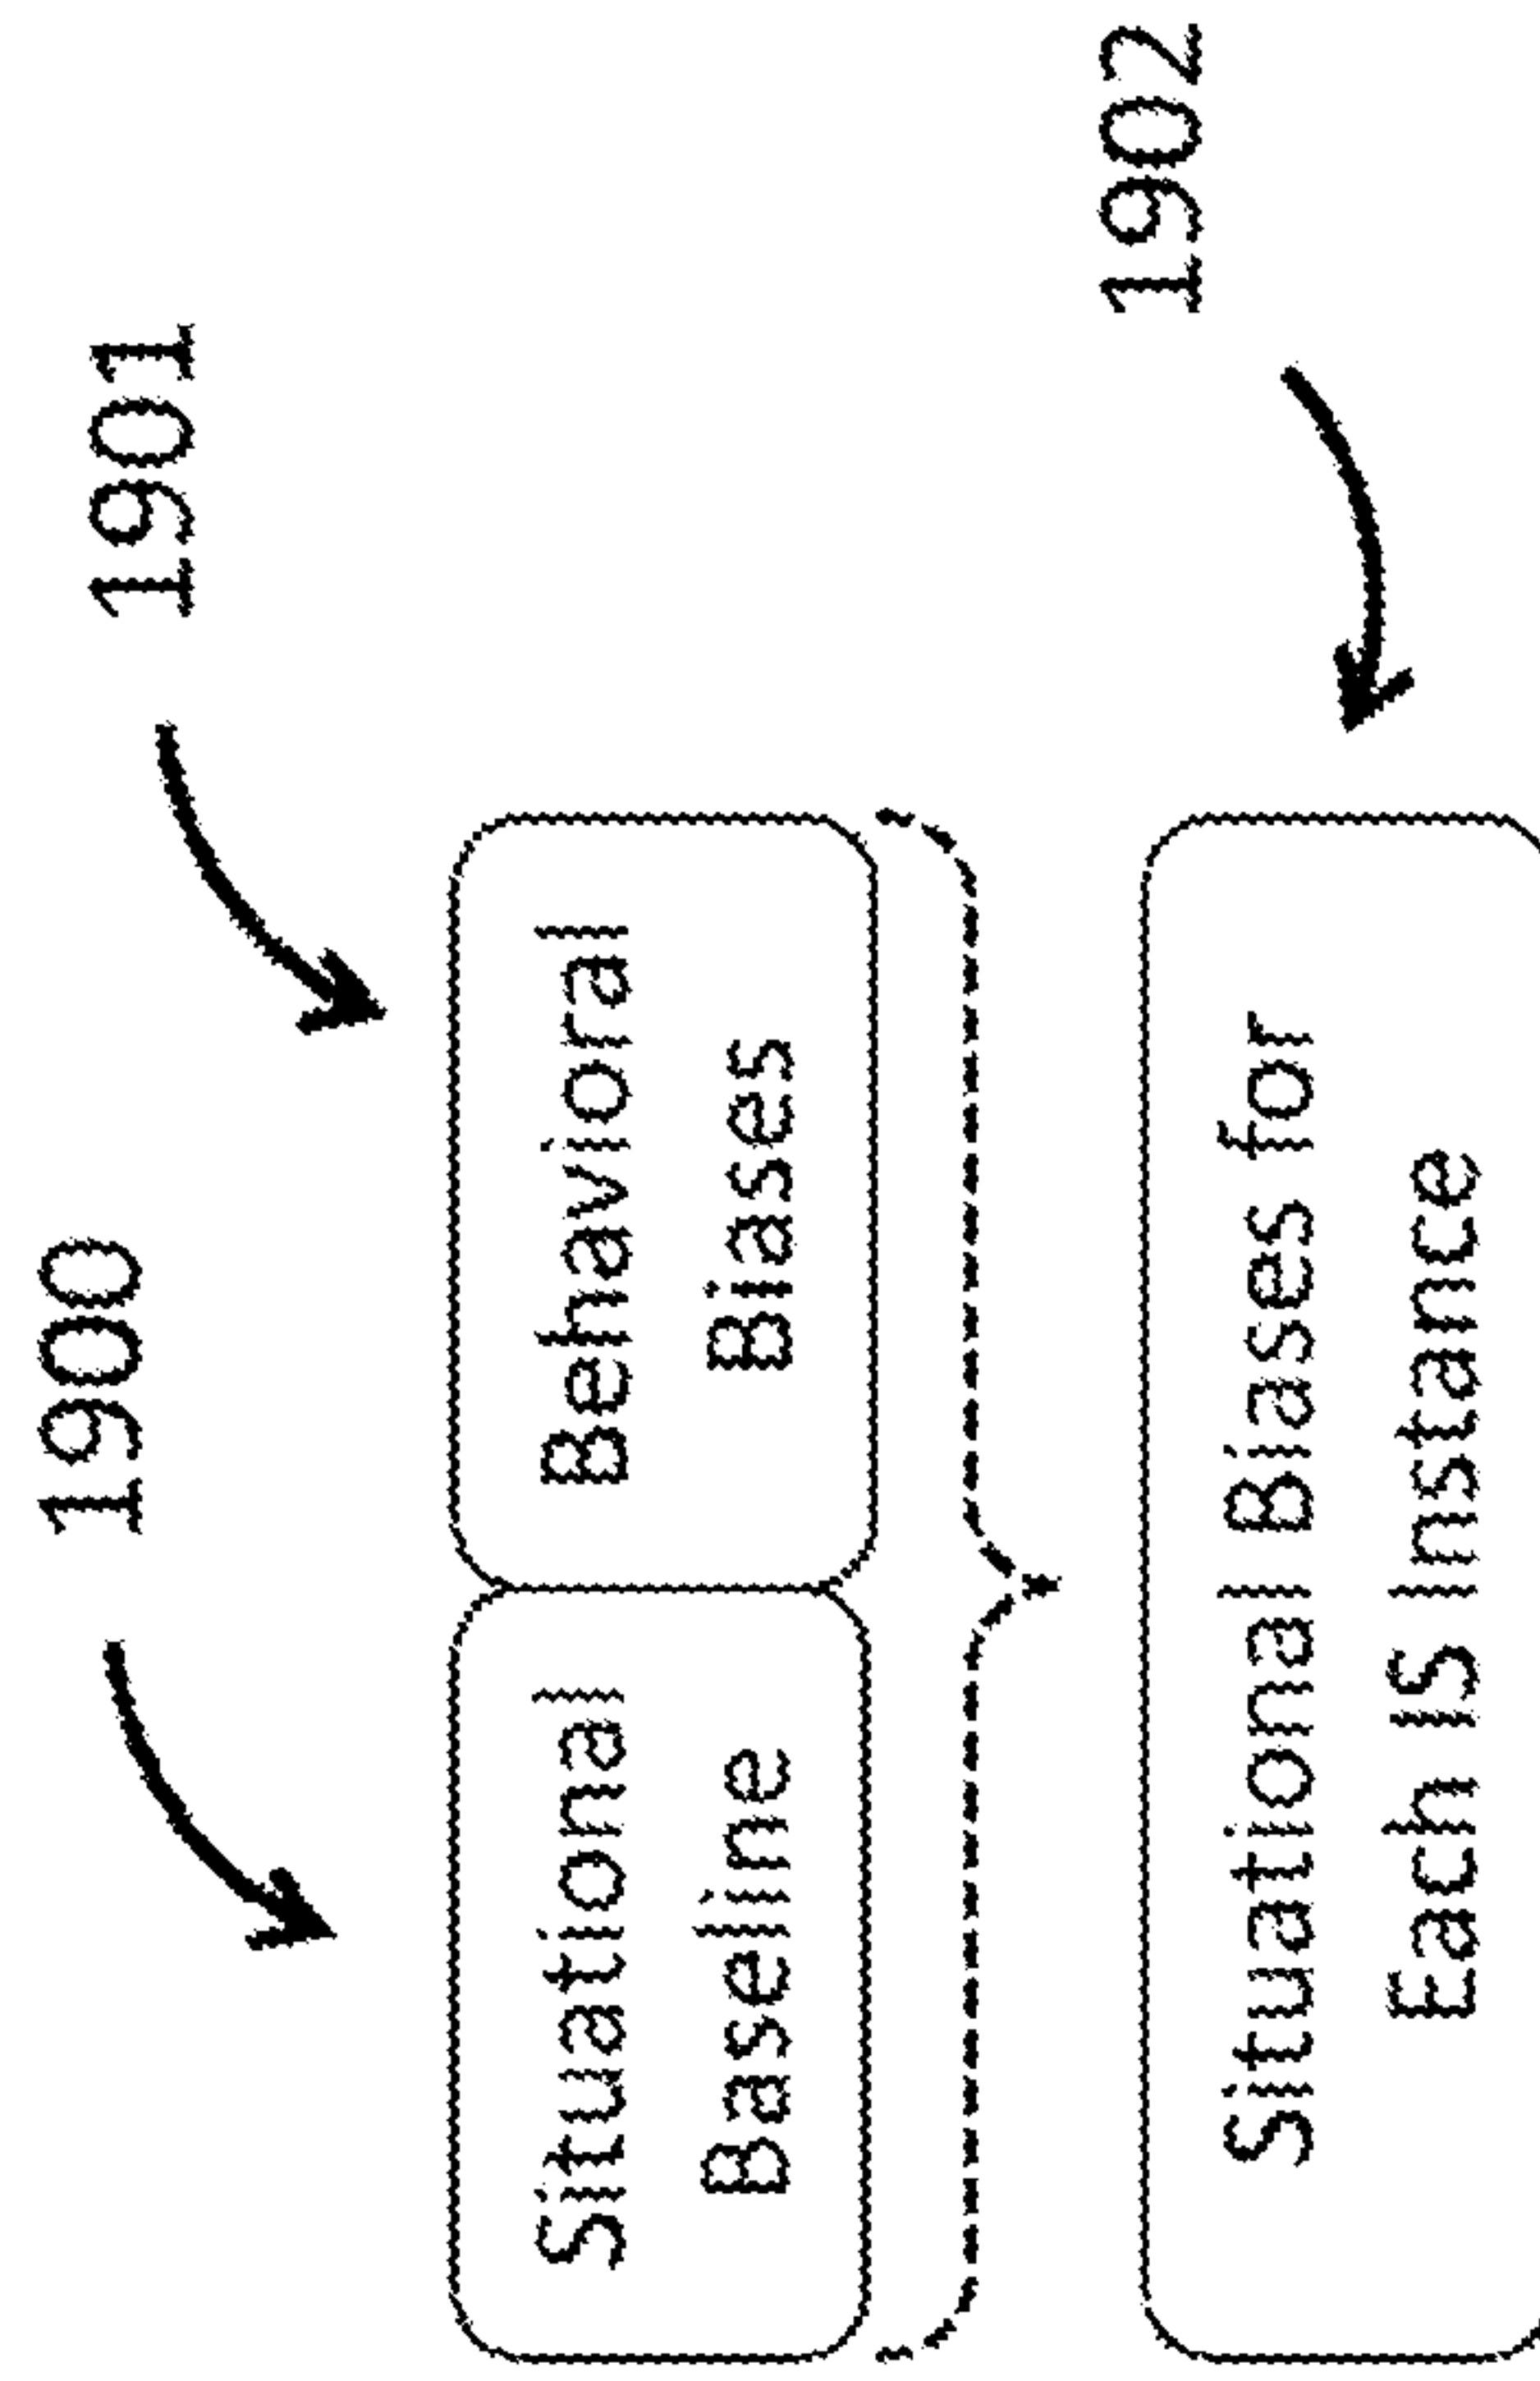 1900
1901
Situational
Baseline
Behavioral
Biases
1902
Situational Biases for
Each IS Instance